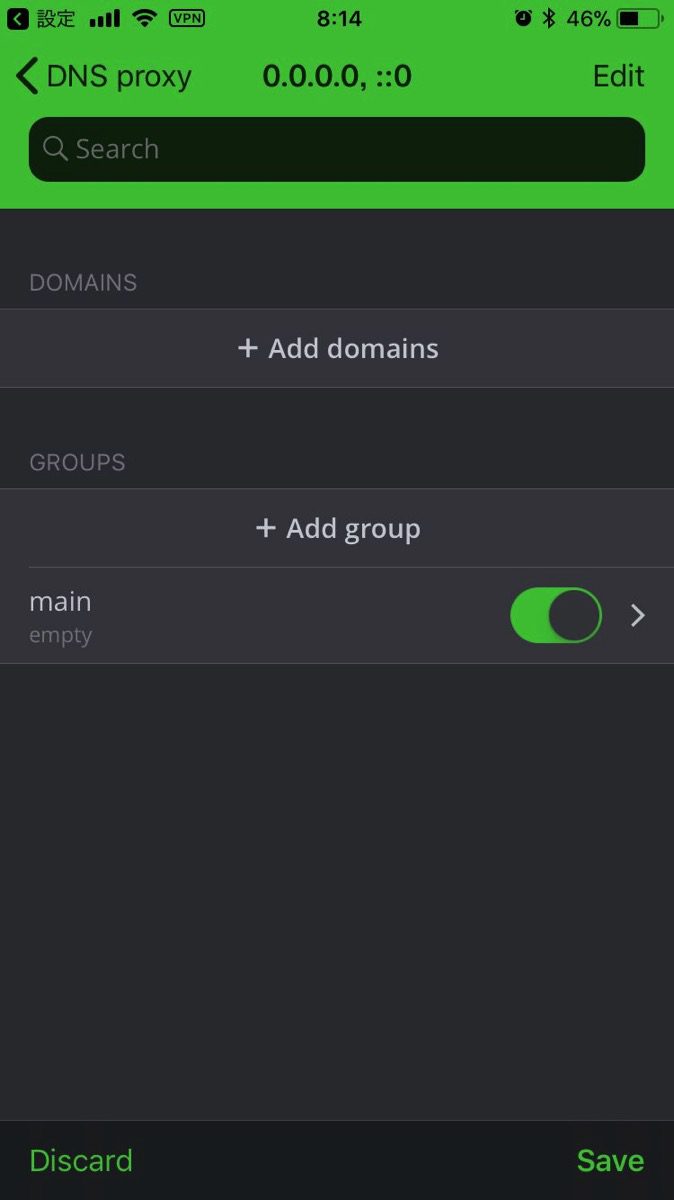 設定 VPN 8:14 46%
DNS proxy 0.0.0.0, ::0 Edit
Search
DOMAINS
+ Add domains
GROUPS
+ Add group
main
empty
Discard Save